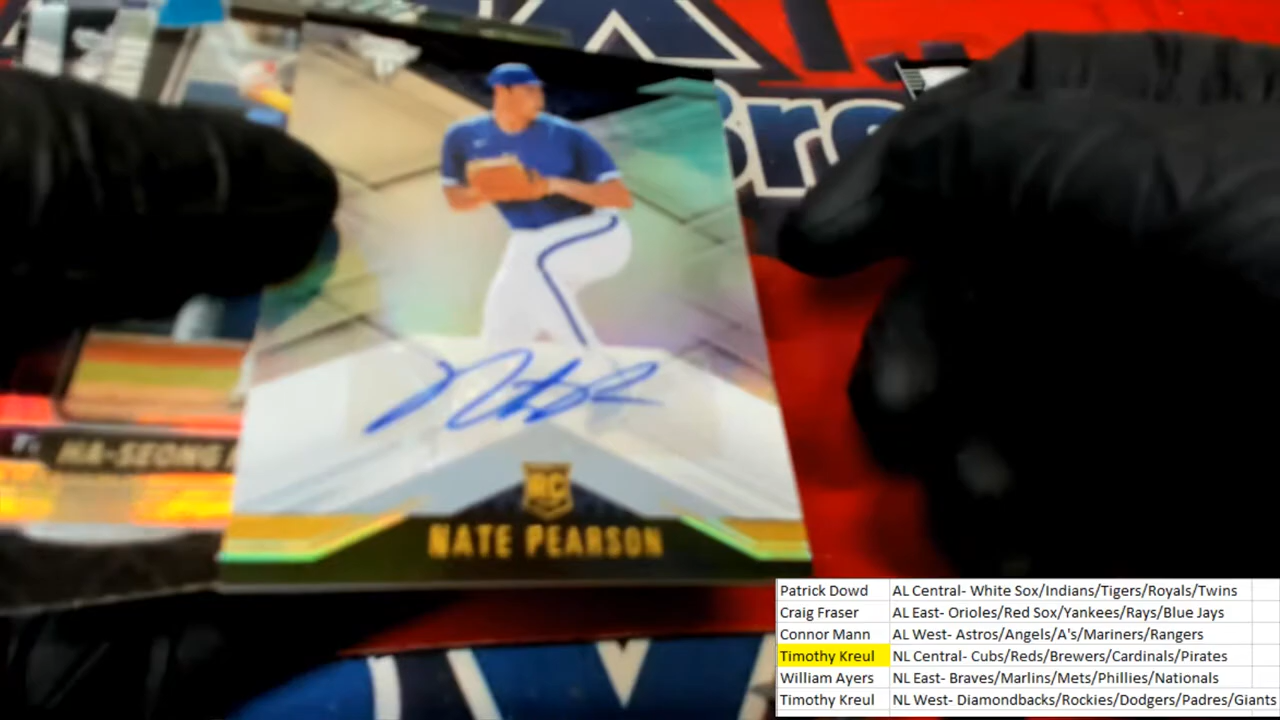 HA-SEONG
RC
NATE PEARSON
Patrick Dowd AL Central- White Sox/Indians/Tigers/Royals/Twins
Craig Fraser AL East- Orioles/Red Sox/Yankees/Rays/Blue Jays
Connor Mann AL West- Astros/Angels/A's/Mariners/Rangers
Timothy Kreul NL Central- Cubs/Reds/Brewers/Cardinals/Pirates
William Ayers NL East- Braves/Marlins/Mets/Phillies/Nationals
Timothy Kreul NL West- Diamondbacks/Rockies/Dodgers/Padres/Giants